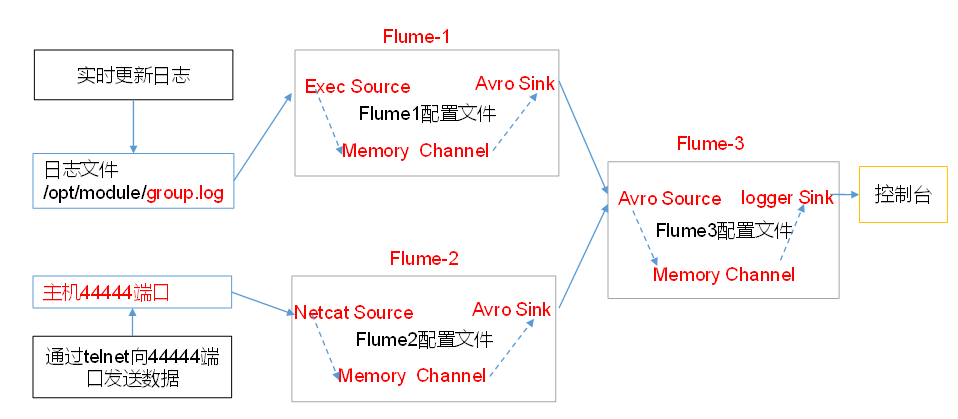 Flume-1
实时更新日志
Exec Source
Avro Sink
Flume1配置文件
Memory Channel
日志文件
/opt/module/group.log
Flume-3
Avro Source
logger Sink
Flume3配置文件
Memory Channel
控制台
Flume-2
主机44444端口
Netcat Source
Avro Sink
Flume2配置文件
Memory Channel
通过telnet向44444端
口发送数据